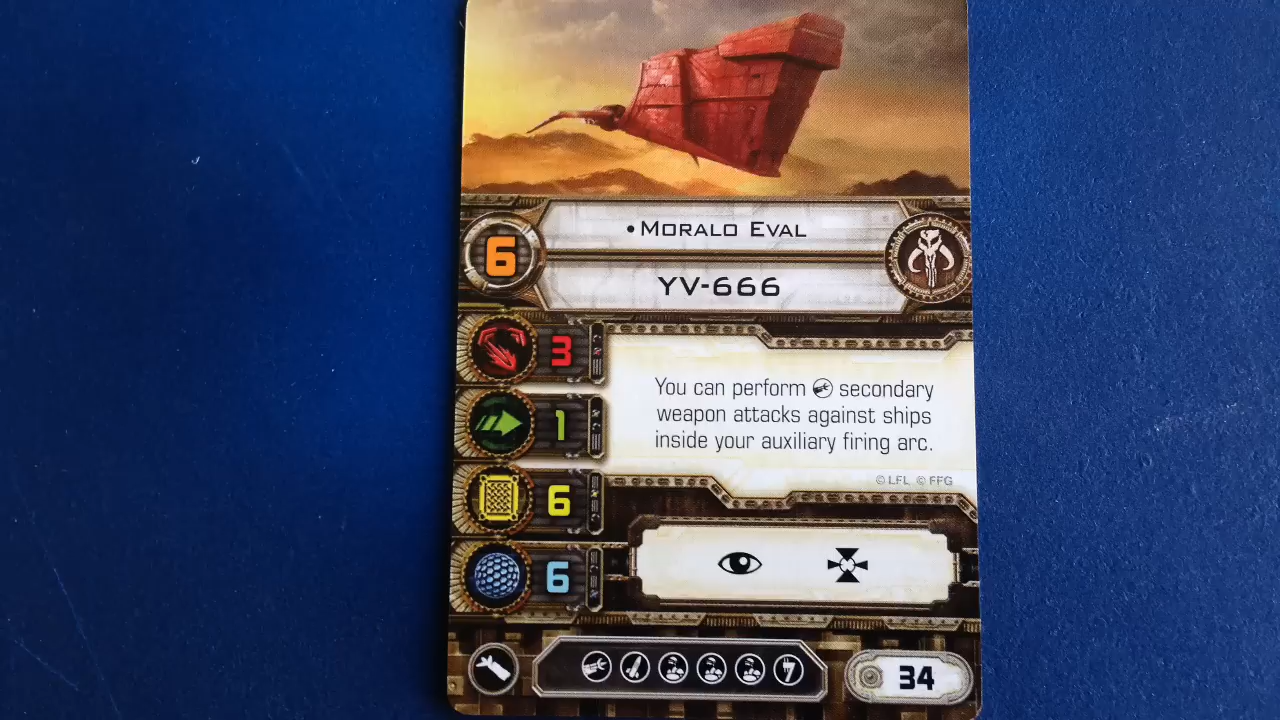 •Moralo Eval
6
YV-666
3
You can perform secondary
weapon attacks against ships
inside your auxiliary firing arc.
1
© LFL © FFG
6
6
34